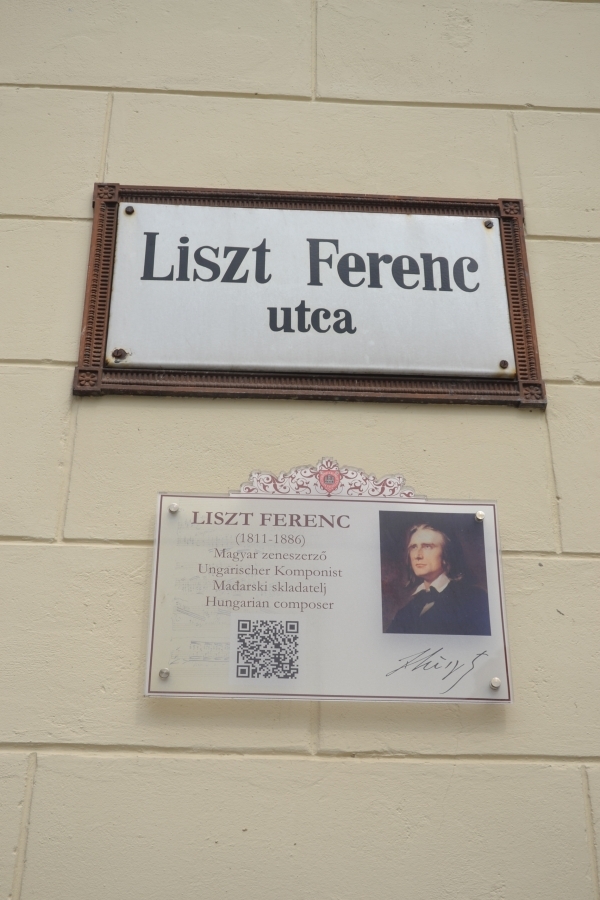 Liszt Ferenc
utca
LISZT FERENC
(1811-1886)
Magyar zeneszerző
Ungarischer Komponist
Mađarski skladatelj
Hungarian composer